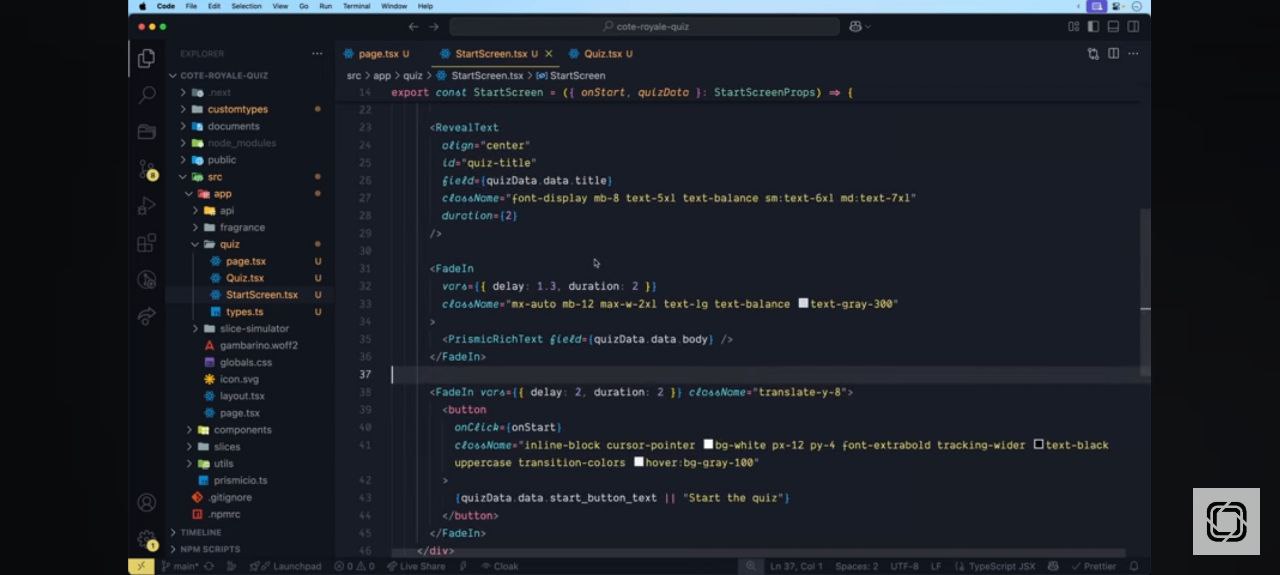 Code File Edit Selection View Go Run Terminal Window Help
cote-royale-quiz
EXPLORER
page.tsx U
StartScreen.tsx U
Quiz.tsx U
src > app > quiz > StartScreen.tsx > StartScreen
COTE-ROYALE-QUIZ
.next
customtypes
documents
node_modules
public
src
app
api
fragrance
quiz
page.tsx U
Quiz.tsx U
StartScreen.tsx U
types.ts U
slice-simulator
gambarino.woff2
globals.css
icon.svg
layout.tsx
page.tsx
components
slices
utils
prismicio.ts
.gitignore
.npmrc
TIMELINE
NPM SCRIPTS
8
1
14 export const StartScreen = ({ onStart, quizData }: StartScreenProps) => {
22
23 <RevealText
24 align="center"
25 id="quiz-title"
26 field={quizData.data.title}
27 className="font-display mb-8 text-5xl text-balance sm:text-6xl md:text-7xl"
28 duration={2}
29 />
30
31 <FadeIn
32 vars={{ delay: 1.3, duration: 2 }}
33 className="mx-auto mb-12 max-w-2xl text-lg text-balance text-gray-300"
34 >
35 <PrismicRichText field={quizData.data.body} />
36 </FadeIn>
37
38 <FadeIn vars={{ delay: 2, duration: 2 }} className="translate-y-8">
39 <button
40 onClick={onStart}
41 className="inline-block cursor-pointer bg-white px-12 py-4 font-extrabold tracking-wider text-black
uppercase transition-colors hover:bg-gray-100"
42 >
43 {quizData.data.start_button_text || "Start the quiz"}
44 </button>
45 </FadeIn>
46 </div>
main* Launchpad 0 0 Live Share Cloak Ln 37, Col 1 Spaces: 2 UTF-8 LF TypeScript JSX Prettier